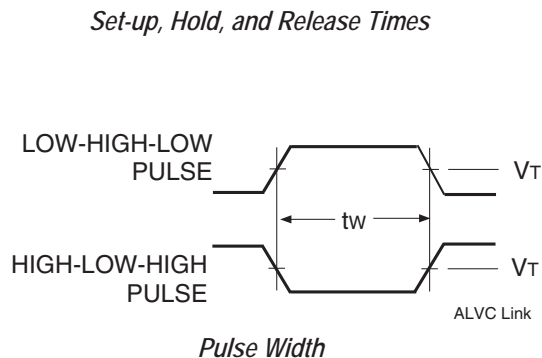 Set-up, Hold, and Release Times
LOW-HIGH-LOW
PULSE
VT
tw
HIGH-LOW-HIGH
PULSE
VT
ALVC Link
Pulse Width